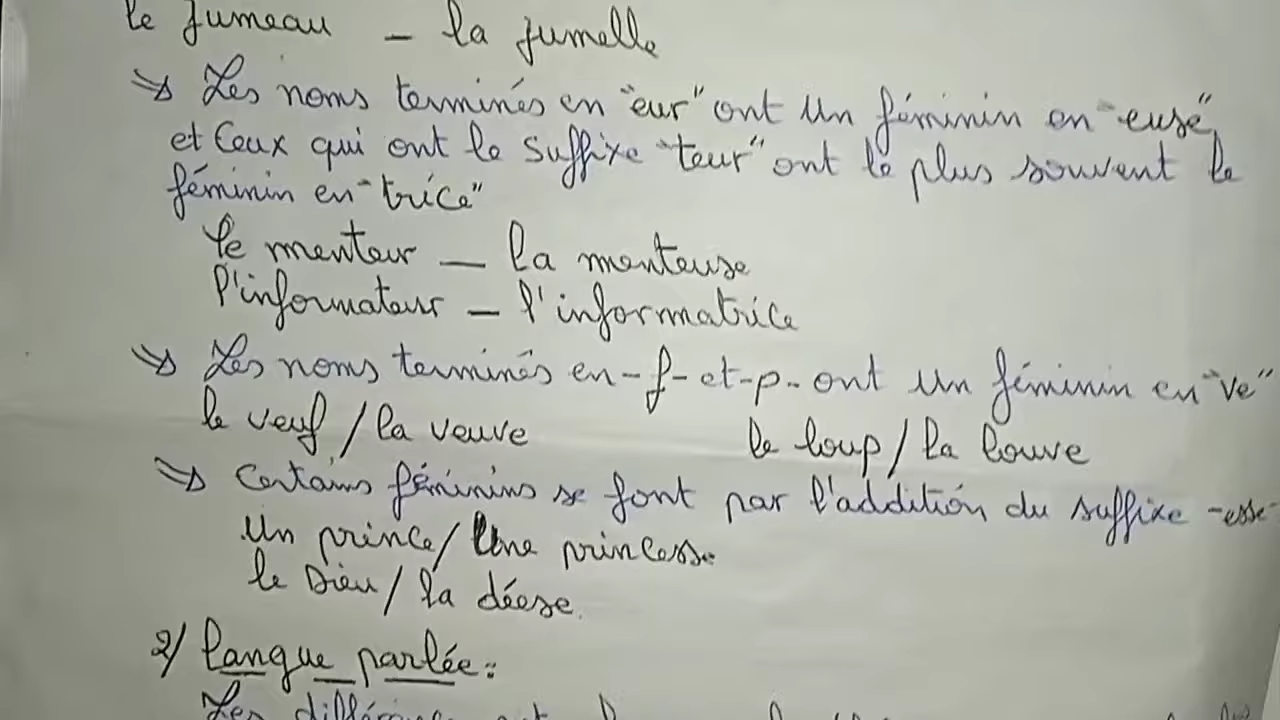 le jumeau – la jumelle
⇒ Les noms terminés en "eur" ont un féminin en "euse"
et ceux qui ont le suffixe "teur" ont le plus souvent le
féminin en "trice"
le menteur — la menteuse
l'informateur – l'informatrice
⇒ Les noms terminés en -f- et -p- ont un féminin en "ve"
le veuf / la veuve le loup / la louve
⇒ Certains féminins se font par l'addition du suffixe -esse-
un prince / Une princesse
le Dieu / la déese.
2/ langue parlée :
Les